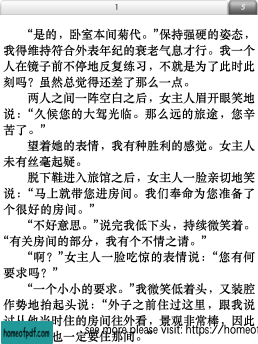 1
3
“是的，卧室本间菊代。”保持强硬的姿态，
我得维持符合外表年纪的衰老气息才行。我一个
人在镜子前不停地反复练习，不就是为了此时此
刻吗？虽然总觉得还差了那么一点。
两人之间一阵空白之后，女主人眉开眼笑地
说：“久候您的大驾光临。那么远的旅途，您辛
苦了。”
望着她的表情，我有种胜利的感觉。女主人
未有丝毫起疑。
脱下鞋进入旅馆之后，女主人一脸亲切地笑
说：“马上就带您进房间。我们奉命为您准备了
个很好的房间。”
“不好意思。”说完我低下头，持续微笑着。
“有关房间的部分，我有个不情之请。”
“啊？”女主人一脸吃惊的表情说：“您有何
要求吗？”
“一个小小的要求。”我微笑低着头，又装腔
作势地抬起头说：“外子之前住过这里，跟我说
过从他当时住的房间往外看，景观非常棒，因此
也一定要住那间。
homeofpdf.com
see more please visit: https://homeof